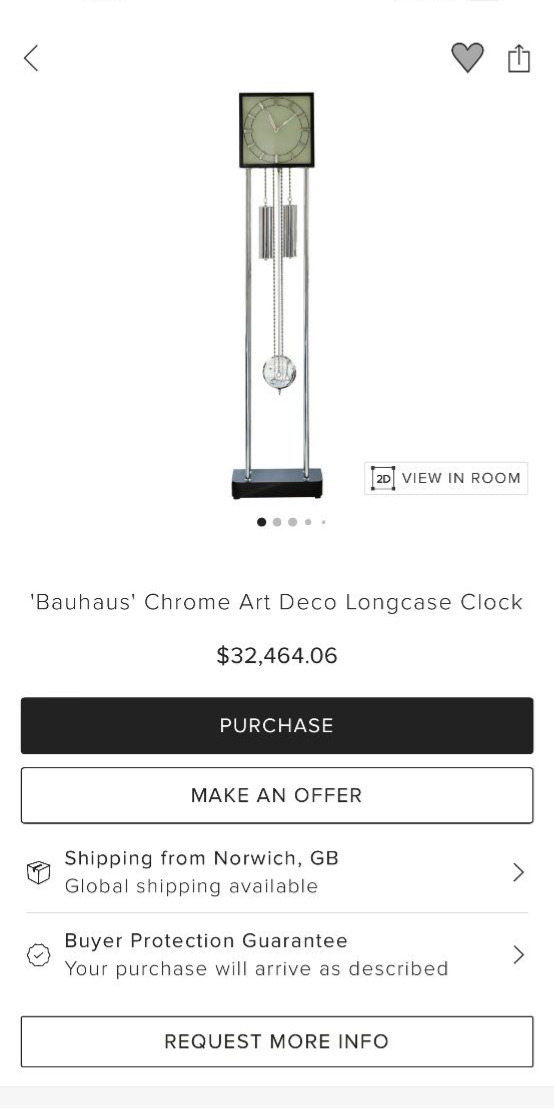 2D VIEW IN ROOM
'Bauhaus' Chrome Art Deco Longcase Clock
$32,464.06
PURCHASE
MAKE AN OFFER
Shipping from Norwich, GB
Global shipping available
Buyer Protection Guarantee
Your purchase will arrive as described
REQUEST MORE INFO